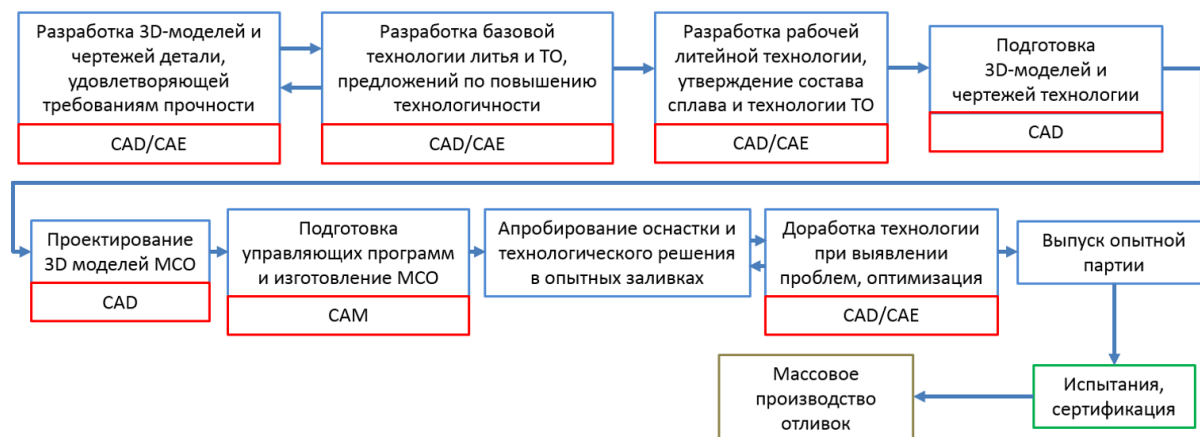 Разработка 3D-моделей и
чертежей детали,
удовлетворяющей
требованиям прочности
CAD/CAE
Разработка базовой
технологии литья и ТО,
предложений по повышению
технологичности
CAD/CAE
Разработка рабочей
литейной технологии,
утверждение состава
сплава и технологии ТО
CAD/CAE
Подготовка
3D-моделей и
чертежей технологии
CAD
Проектирование
3D моделей МСО
CAD
Подготовка
управляющих программ
и изготовление МСО
CAM
Апробирование оснастки и
технологического решения
в опытных заливках
Доработка технологии
при выявлении
проблем, оптимизация
CAD/CAE
Выпуск опытной
партии
Испытания,
сертификация
Массовое
производство
отливок